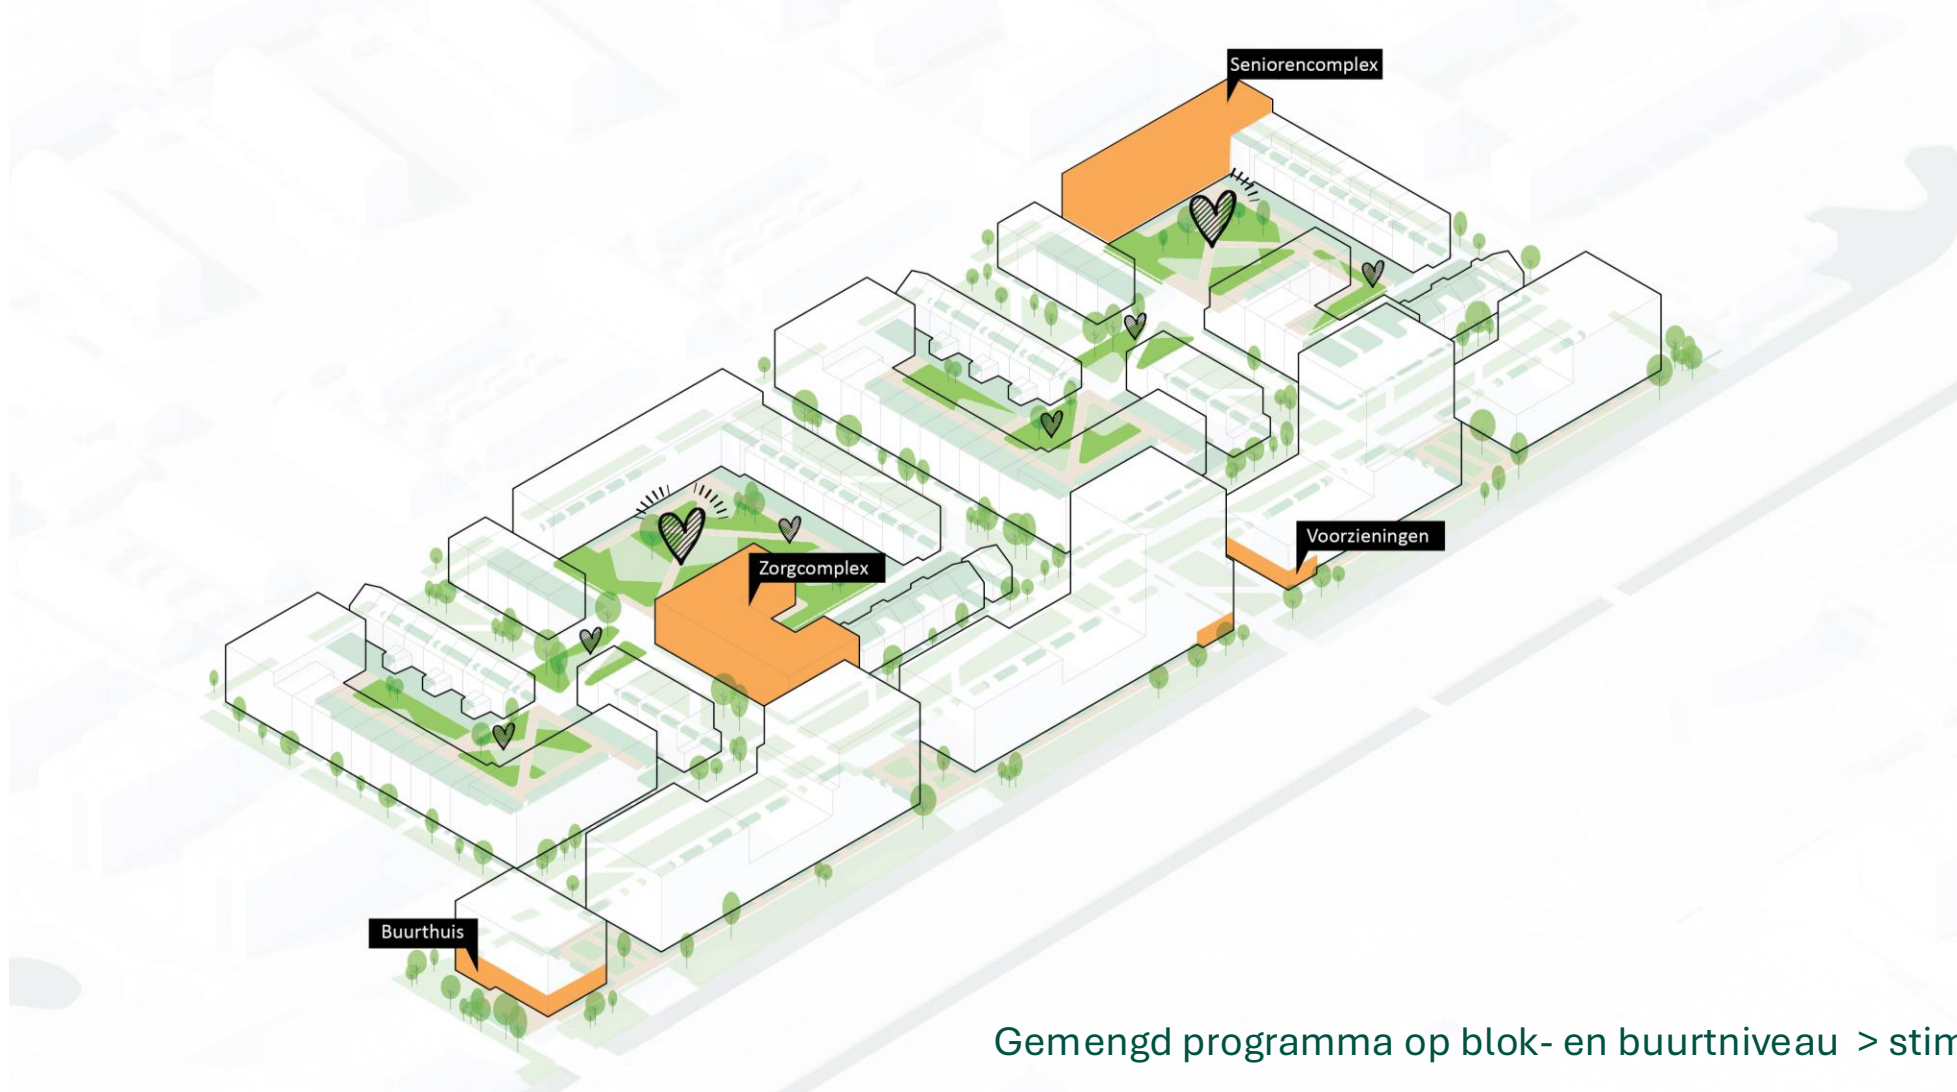 Seniorencomplex
Voorzieningen
Zorgcomplex
Buurthuis
Gemengd programma op blok- en buurtniveau > stim